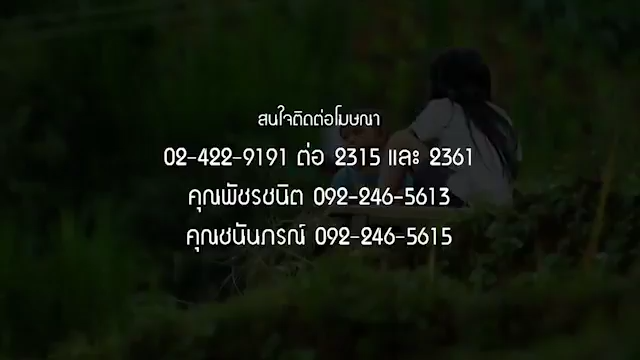 สนใจติดต่อโฆษณา
02-422-9191 ต่อ 2315 และ 2361
คุณพัชรชนิต 092-246-5613
คุณชนันภรณ์ 092-246-5615